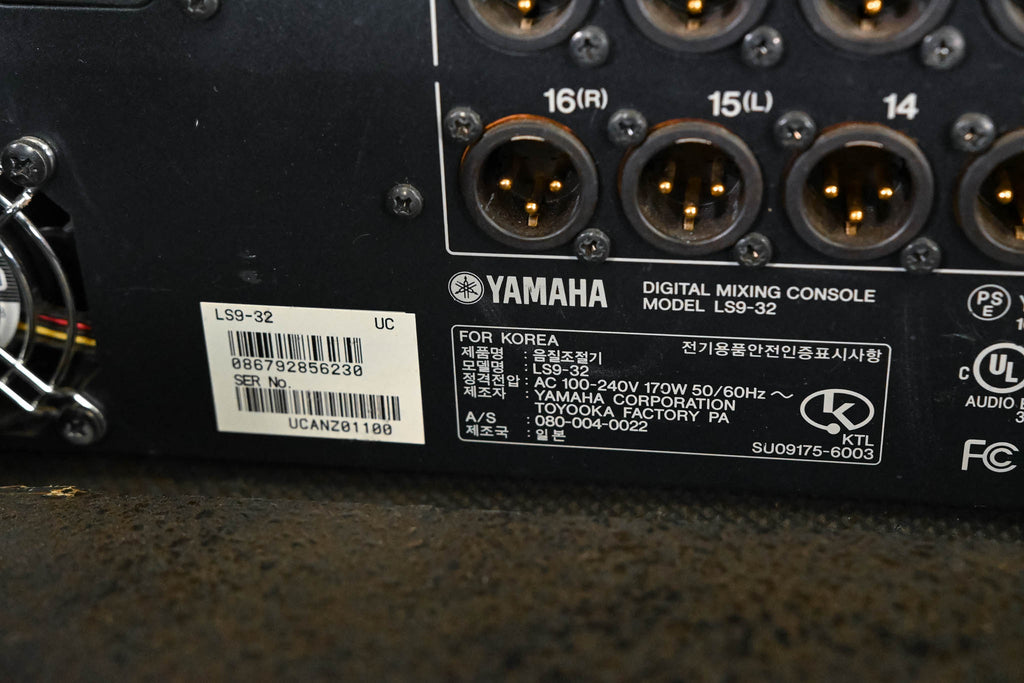 16(R)
15(L)
14
YAMAHA
DIGITAL MIXING CONSOLE
MODEL LS9-32
LS9-32
UC
086792856230
SER No.
UCANZ01100
FOR KOREA
전기용품안전인증표시사항
제품명 : 음질조절기
모델명 : LS9-32
정격전압 : AC 100-240V 170W 50/60Hz ～
제조자 : YAMAHA CORPORATION
TOYOOKA FACTORY PA
A/S : 080-004-0022
제조국 : 일본
K
KTL
SU09175-6003
PS
E
C UL
AUDIO
FC